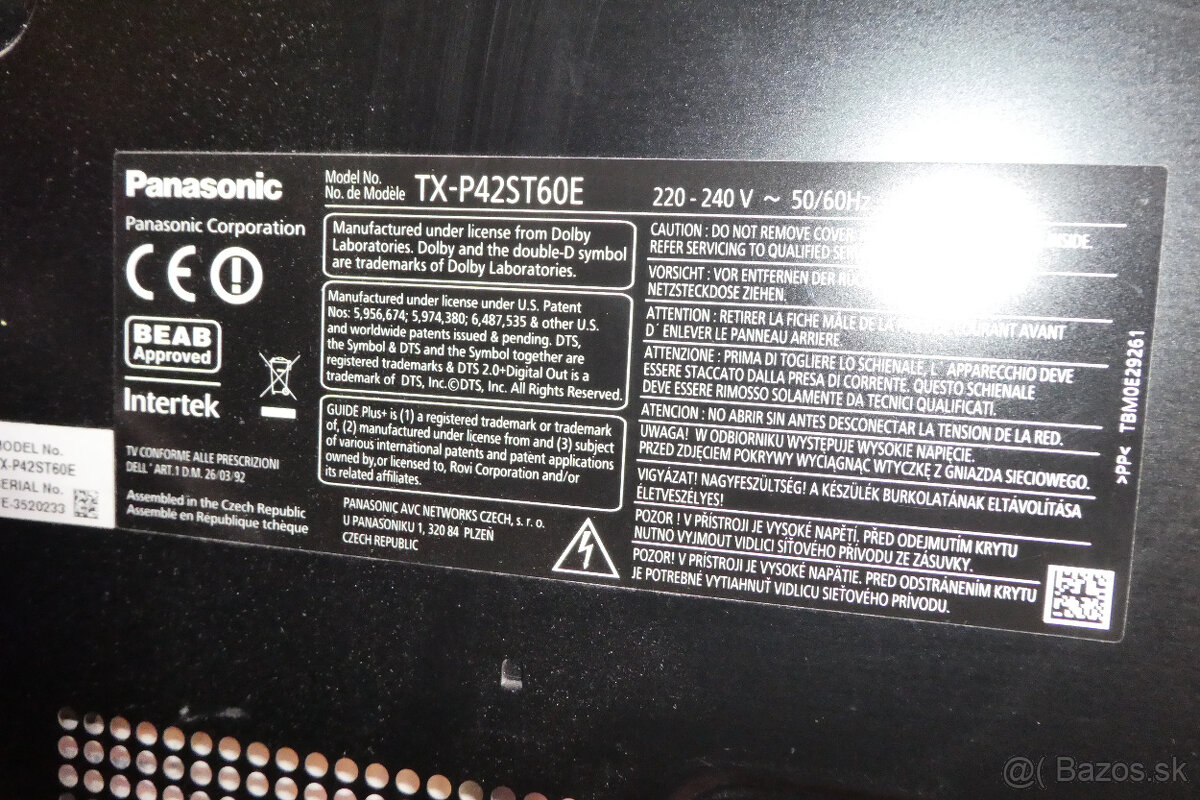 Panasonic
Panasonic Corporation
CE
BEAB
Approved
Intertek
TV CONFORME ALLE PRESCRIZIONI
DELL´ ART.1 D.M. 26/03/92
Assembled in the Czech Republic
Assemble en République tchèque
Model No.
No. de Modèle
TX-P42ST60E
220 - 240 V ~ 50/60Hz
Manufactured under license from Dolby
Laboratories. Dolby and the double-D symbol
are trademarks of Dolby Laboratories.
Manufactured under license under U.S. Patent
Nos: 5,956,674; 5,974,380; 6,487,535 & other U.S.
and worldwide patents issued & pending. DTS,
the Symbol & DTS and the Symbol together are
registered trademarks & DTS 2.0+Digital Out is a
trademark of DTS, Inc.©DTS, Inc. All Rights Reserved.
GUIDE Plus+ is (1) a registered trademark or trademark
of, (2) manufactured under license from and (3) subject
of various international patents and patent applications
owned by,or licensed to, Rovi Corporation and/or
its related affiliates.
PANASONIC AVC NETWORKS CZECH, s. r. o.
U PANASONIKU 1, 320 84 PLZEŇ
CZECH REPUBLIC
CAUTION : DO NOT REMOVE COVER. INSIDE.
REFER SERVICING TO QUALIFIED
VORSICHT : VOR ENTFERNEN DER
NETZSTECKDOSE ZIEHEN.
ATTENTION : RETIRER LA FICHE MALE DE LA COURANT AVANT
D´ ENLEVER LE PANNEAU ARRIERE
ATTENZIONE : PRIMA DI TOGLIERE LO SCHIENALE, L´ APPARECCHIO DEVE
ESSERE STACCATO DALLA PRESA DI CORRENTE. QUESTO SCHIENALE
DEVE ESSERE RIMOSSO SOLAMENTE DA TECNICI QUALIFICATI.
ATENCION : NO ABRIR SIN ANTES DESCONECTAR LA TENSION DE LA RED.
UWAGA! W ODBIORNIKU WYSTĘPUJE WYSOKIE NAPIĘCIE.
PRZED ZDJĘCIEM POKRYWY WYCIĄGNĄĆ WTYCZKĘ Z GNIAZDA SIECIOWEGO.
VIGYÁZAT! NAGYFESZÜLTSÉG! A KÉSZÜLÉK BURKOLATÁNAK ELTÁVOLÍTÁSA
ÉLETVESZÉLYES!
POZOR ! V PŘÍSTROJI JE VYSOKÉ NAPĚTÍ, PŘED ODEJMUTÍM KRYTU
NUTNO VYJMOUT VIDLICI SÍŤOVÉHO PŘÍVODU ZE ZÁSUVKY.
POZOR! V PRÍSTROJI JE VYSOKÉ NAPÄTIE. PRED ODSTRÁNENÍM KRYTU
JE POTREBNÉ VYTIAHNUŤ VIDLICU SIEŤOVÉHO PRÍVODU.
>PP< TBM0E29261
MODEL No.
TX-P42ST60E
SERIAL No.
E-3520233
@( Bazos.sk